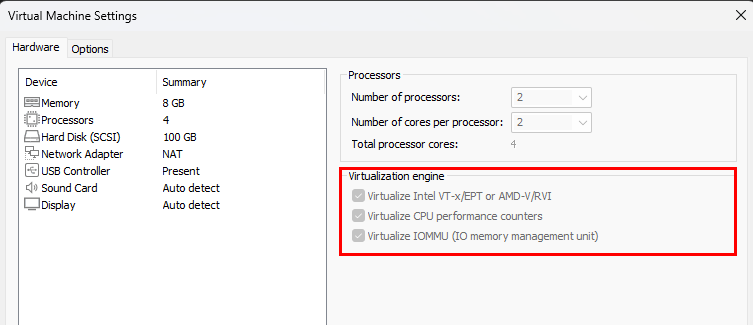 Virtual Machine Settings
Hardware Options
Device Summary
Memory 8 GB
Processors 4
Hard Disk (SCSI) 100 GB
Network Adapter NAT
USB Controller Present
Sound Card Auto detect
Display Auto detect
Processors
Number of processors: 2
Number of cores per processor: 2
Total processor cores: 4
Virtualization engine
Virtualize Intel VT-x/EPT or AMD-V/RVI
Virtualize CPU performance counters
Virtualize IOMMU (IO memory management unit)